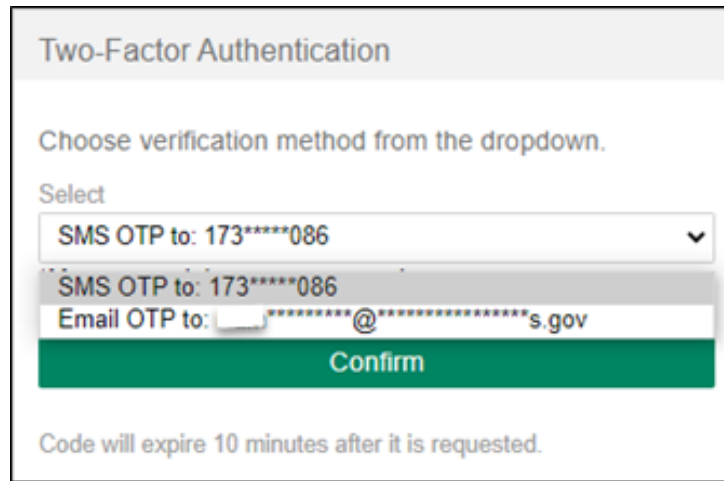 Two-Factor Authentication
Choose verification method from the dropdown.
Select
SMS OTP to: 173*****086
SMS OTP to: 173*****086
Email OTP to: *********@****************s.gov
Confirm
Code will expire 10 minutes after it is requested.